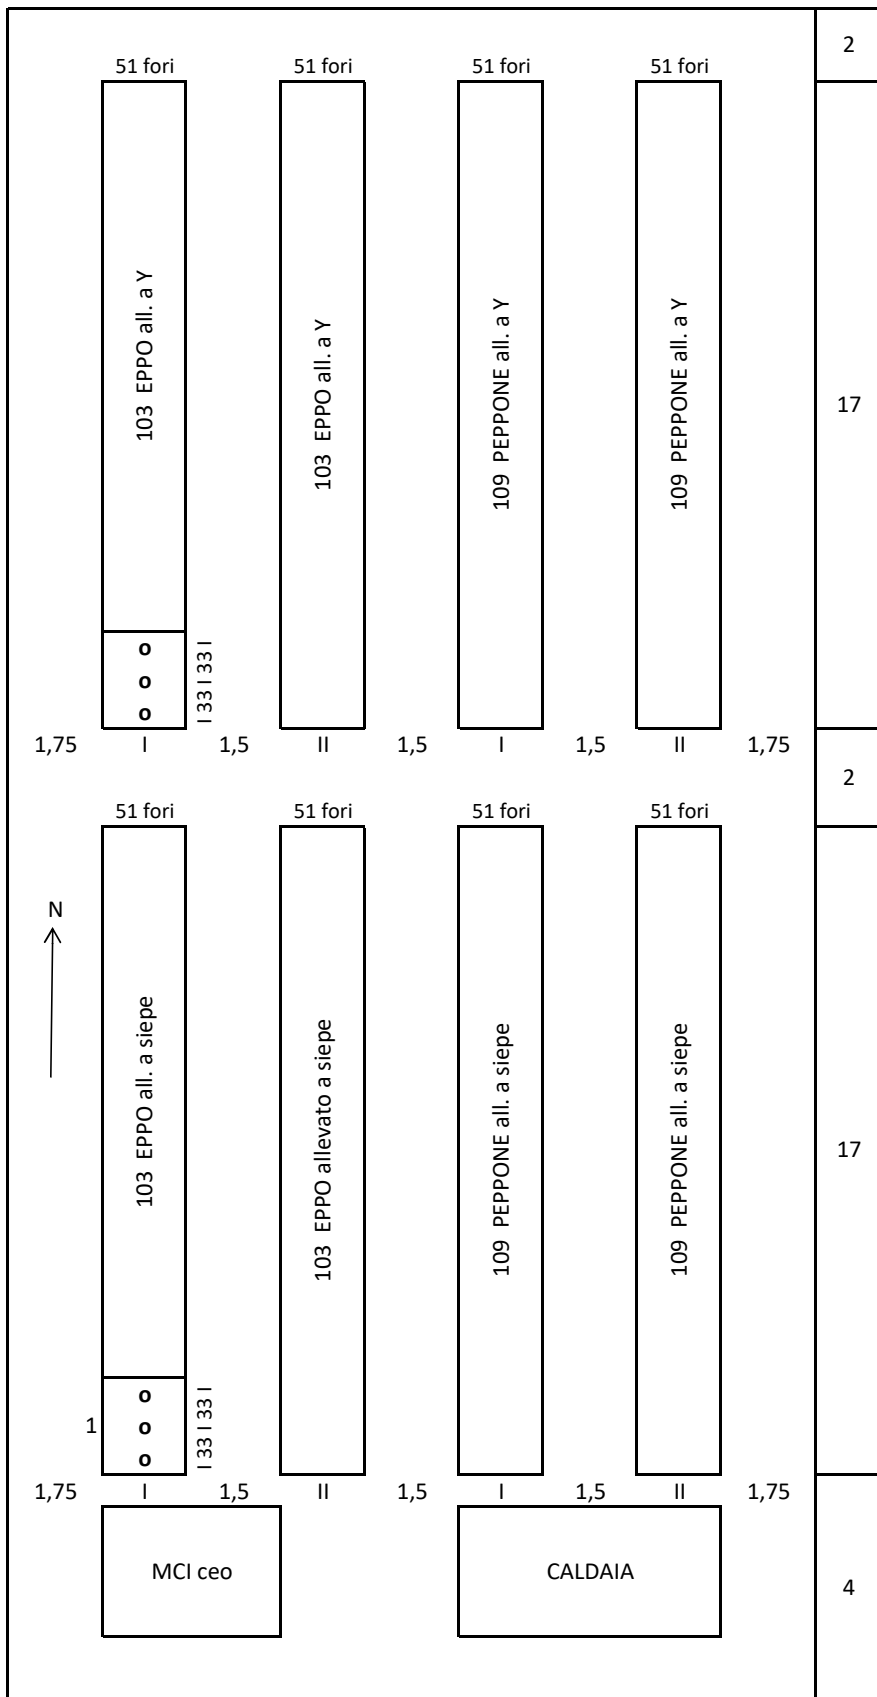 2
51 fori 51 fori 51 fori 51 fori
103 EPPO all. a Y
103 EPPO all. a Y
109 PEPPONE all. a Y
109 PEPPONE all. a Y
17
o
o
o
I 33 I 33 I
1,75 I 1,5 II 1,5 I 1,5 II 1,75
2
51 fori 51 fori 51 fori 51 fori
N
103 EPPO all. a siepe
103 EPPO allevato a siepe
109 PEPPONE all. a siepe
109 PEPPONE all. a siepe
17
o
1 o
o
I 33 I 33 I
1,75 I 1,5 II 1,5 I 1,5 II 1,75
MCI ceo CALDAIA
4